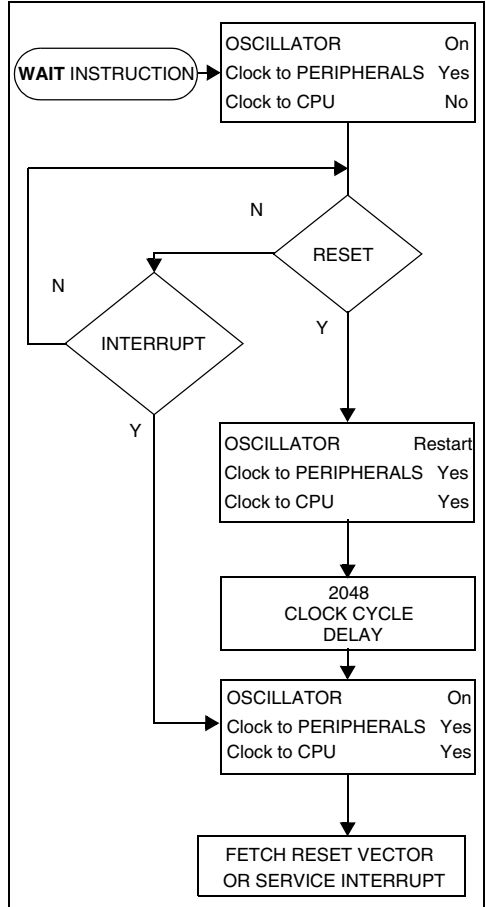 WAIT INSTRUCTION
OSCILLATOR On
Clock to PERIPHERALS Yes
Clock to CPU No
N
RESET
N
INTERRUPT
Y
Y
OSCILLATOR Restart
Clock to PERIPHERALS Yes
Clock to CPU Yes
2048
CLOCK CYCLE
DELAY
OSCILLATOR On
Clock to PERIPHERALS Yes
Clock to CPU Yes
FETCH RESET VECTOR
OR SERVICE INTERRUPT